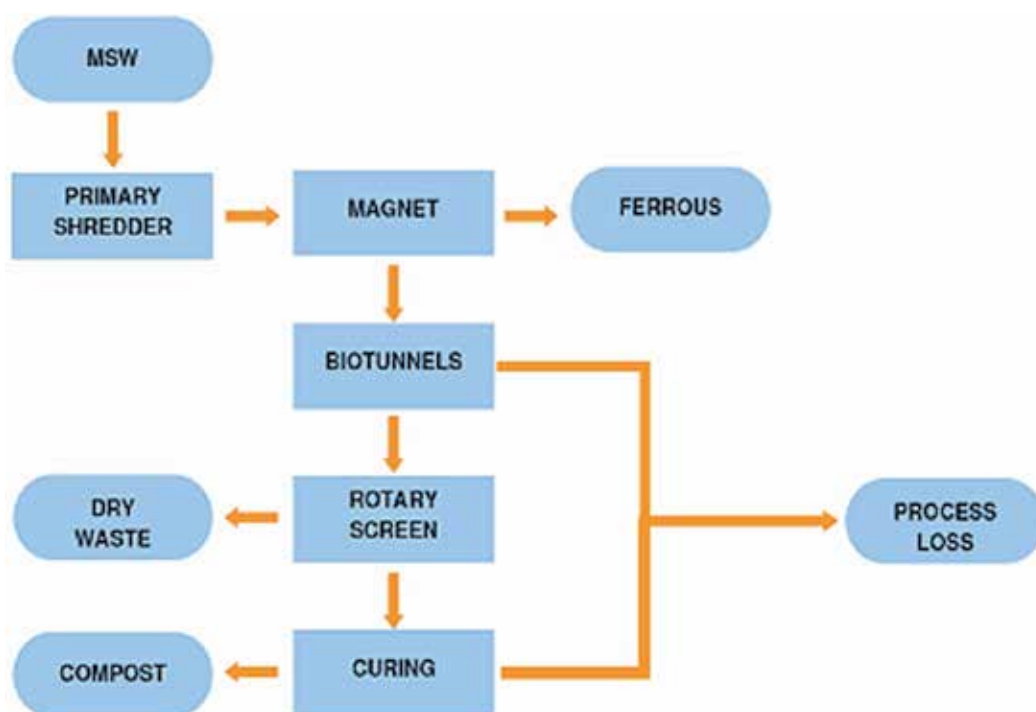 MSW
PRIMARY
SHREDDER
MAGNET
FERROUS
BIOTUNNELS
DRY
WASTE
ROTARY
SCREEN
PROCESS
LOSS
COMPOST
CURING